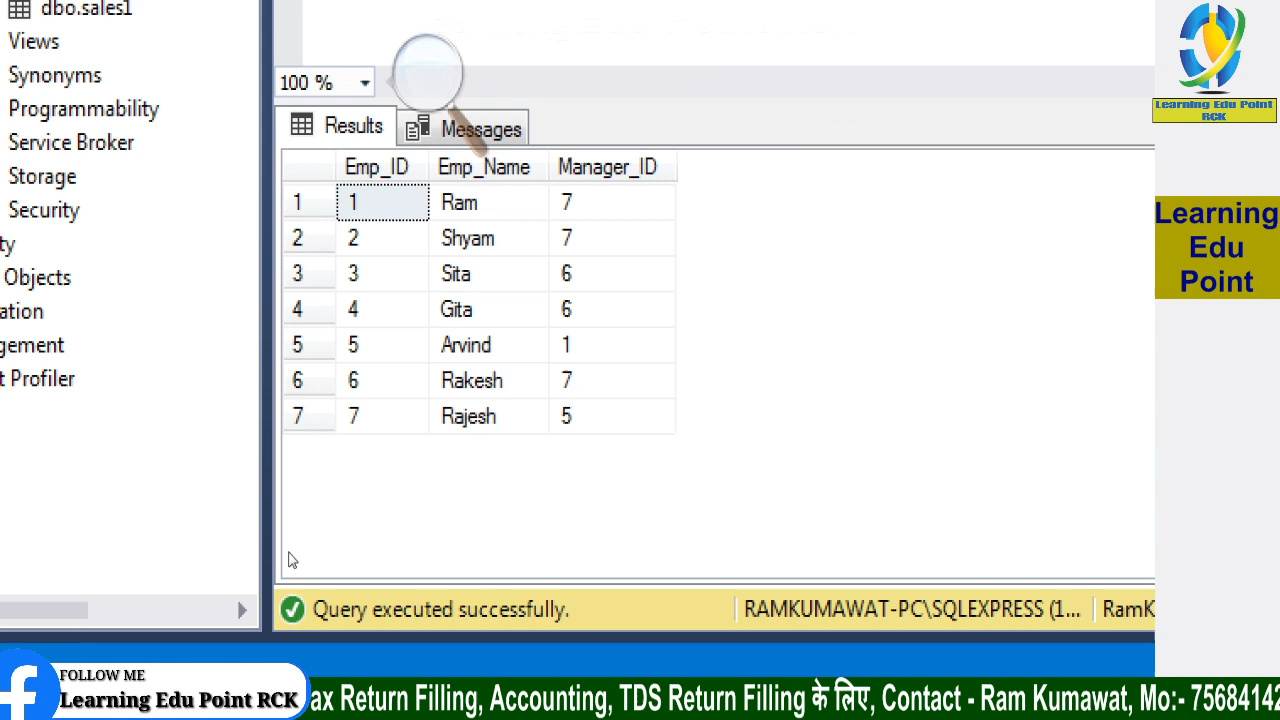 dbo.sales1
Views
Synonyms
Programmability
Service Broker
Storage
Security
ty
Objects
ation
gement
t Profiler
100 %
Results
Messages
Emp_ID Emp_Name Manager_ID
1 1 Ram 7
2 2 Shyam 7
3 3 Sita 6
4 4 Gita 6
5 5 Arvind 1
6 6 Rakesh 7
7 7 Rajesh 5
Query executed successfully.
RAMKUMAWAT-PC\SQLEXPRESS (1...
RamK
Learning Edu Point
RCK
Learning
Edu
Point
FOLLOW ME
Learning Edu Point RCK
ax Return Filling, Accounting, TDS Return Filling के लिए, Contact - Ram Kumawat, Mo:- 75684142